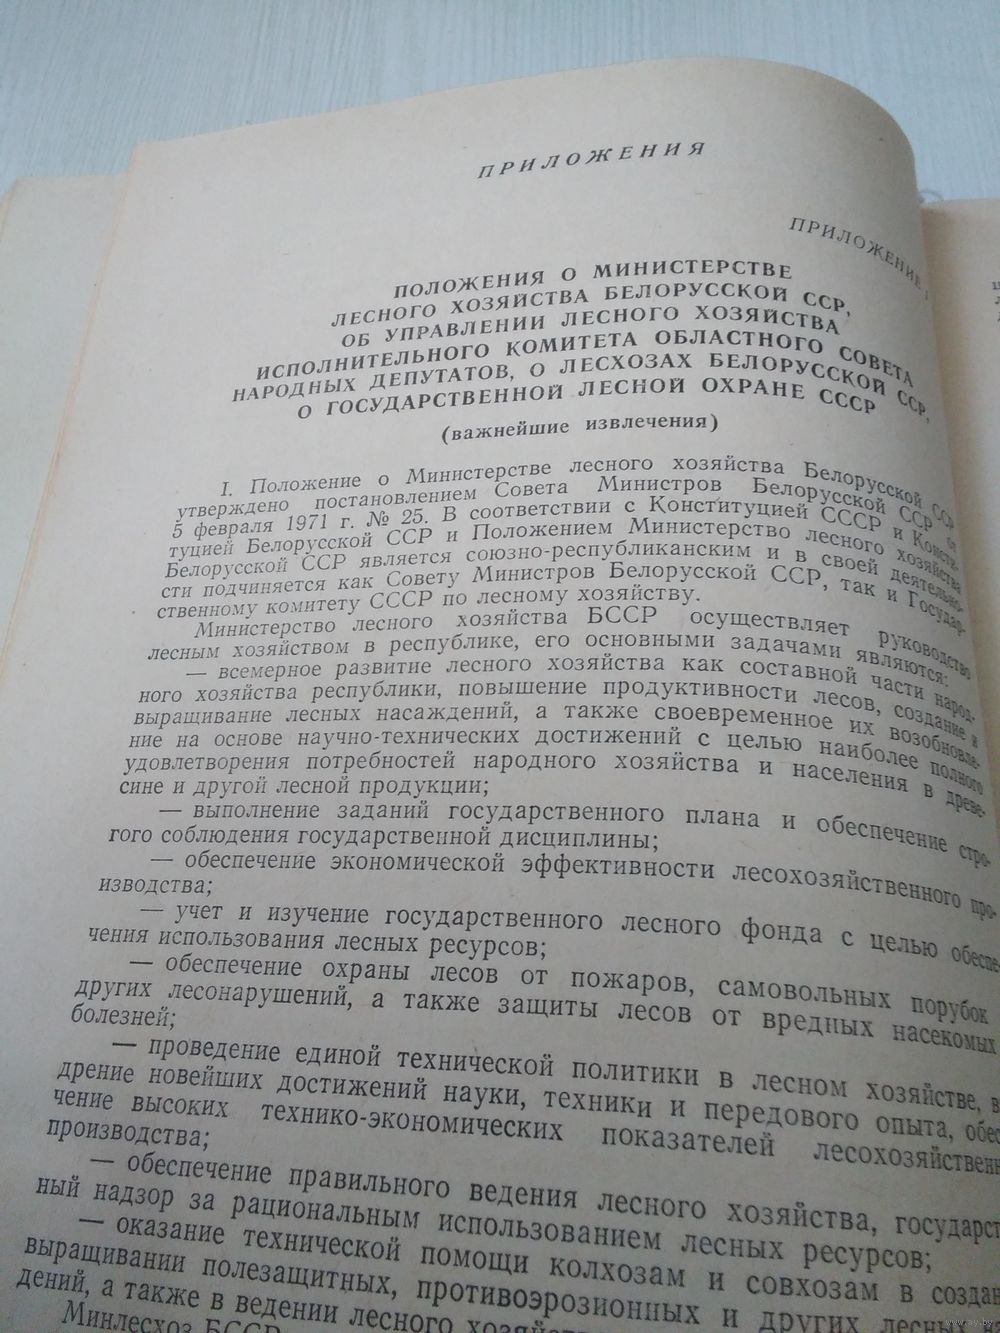 ПРИЛОЖЕНИЯ
ПРИЛОЖЕНИЕ
ПОЛОЖЕНИЯ О МИНИСТЕРСТВЕ
ЛЕСНОГО ХОЗЯЙСТВА БЕЛОРУССКОЙ ССР,
ОБ УПРАВЛЕНИИ ЛЕСНОГО ХОЗЯЙСТВА
ИСПОЛНИТЕЛЬНОГО КОМИТЕТА ОБЛАСТНОГО СОВЕТА
НАРОДНЫХ ДЕПУТАТОВ, О ЛЕСХОЗАХ БЕЛОРУССКОЙ ССР,
О ГОСУДАРСТВЕННОЙ ЛЕСНОЙ ОХРАНЕ СССР
(важнейшие извлечения)
I. Положение о Министерстве лесного хозяйства Белорусской ССР
утверждено постановлением Совета Министров Белорусской ССР от
5 февраля 1971 г. № 25. В соответствии с Конституцией СССР и Консти-
туцией Белорусской ССР и Положением Министерство лесного хозяйства
Белорусской ССР является союзно-республиканским и в своей деятельно-
сти подчиняется как Совету Министров Белорусской ССР, так и Государ-
ственному комитету СССР по лесному хозяйству.
Министерство лесного хозяйства БССР осуществляет руководство
лесным хозяйством в республике, его основными задачами являются:
— всемерное развитие лесного хозяйства как составной части народ-
ного хозяйства республики, повышение продуктивности лесов, создание и
выращивание лесных насаждений, а также своевременное их возобновле-
ние на основе научно-технических достижений с целью наиболее полного
удовлетворения потребностей народного хозяйства и населения в древе-
сине и другой лесной продукции;
— выполнение заданий государственного плана и обеспечение стро-
гого соблюдения государственной дисциплины;
— обеспечение экономической эффективности лесохозяйственного про-
изводства;
— учет и изучение государственного лесного фонда с целью обеспе-
чения использования лесных ресурсов;
— обеспечение охраны лесов от пожаров, самовольных порубок
других лесонарушений, а также защиты лесов от вредных насекомых
болезней;
— проведение единой технической политики в лесном хозяйстве, в
дрение новейших достижений науки, техники и передового опыта, обес
чение высоких технико-экономических показателей лесохозяйственн
производства;
— обеспечение правильного ведения лесного хозяйства, государст
ный надзор за рациональным использованием лесных ресурсов;
— оказание технической помощи колхозам и совхозам в создан
выращивании полезащитных, противоэрозионных и других лесных
дений, а также в ведении лесного хозяйст
Минлесхоз БССР
www.ay.by